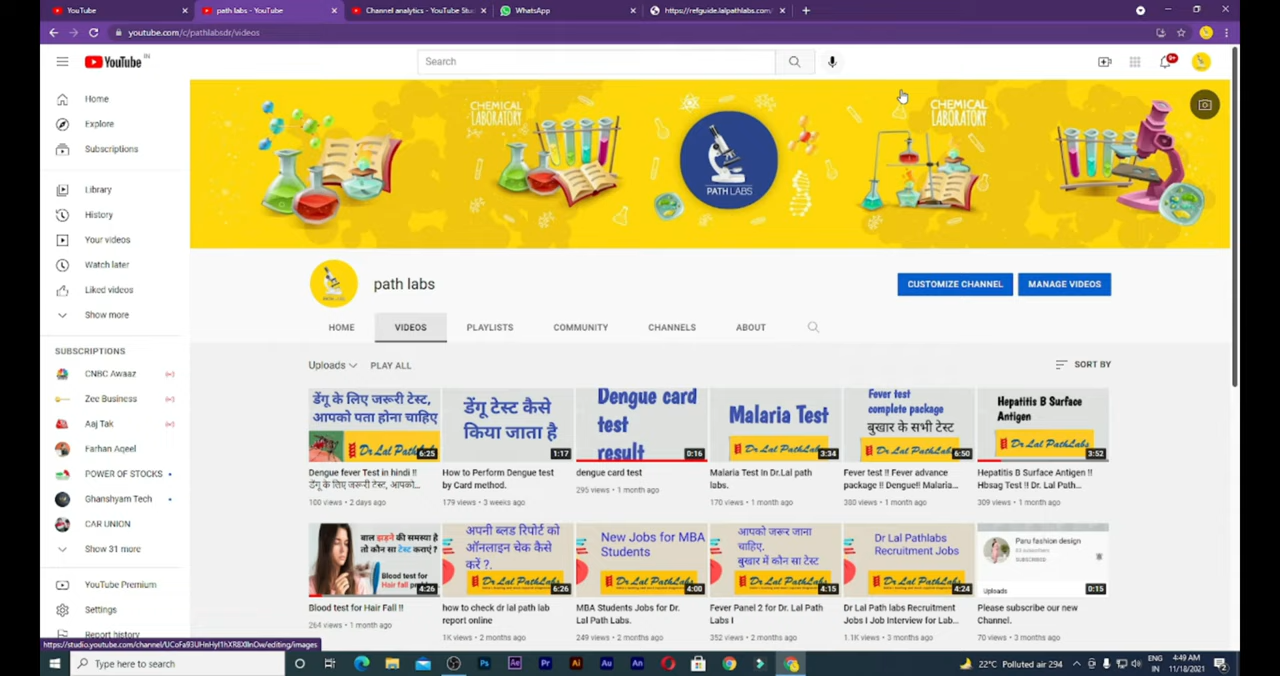 YouTube
path labs - YouTube
Channel analytics - YouTube Stu
WhatsApp
https://refguide.lalpathlabs.com/
youtube.com/c/pathlabsdr/videos
YouTube IN
Search
9+
Home
Explore
Subscriptions
Library
History
Your videos
Watch later
Liked videos
Show more
SUBSCRIPTIONS
CNBC Awaaz
Zee Business
Aaj Tak
Farhan Aqeel
POWER OF STOCKS
Ghanshyam Tech
CAR UNION
Show 31 more
YouTube Premium
Settings
Report history
CHEMICAL
LABORATORY
PATH LABS
CHEMICAL
LABORATORY
path labs
CUSTOMIZE CHANNEL
MANAGE VIDEOS
HOME
VIDEOS
PLAYLISTS
COMMUNITY
CHANNELS
ABOUT
Uploads
PLAY ALL
SORT BY
डेंगू के लिए जरूरी टेस्ट,
आपको पता होना चाहिए
Dr Lal PathLabs
6:25
Dengue fever Test in hindi !!
डेंगू के लिए जरूरी टेस्ट, आपको...
100 views • 2 days ago
डेंगू टेस्ट कैसे
किया जाता है
1:17
How to Perform Dengue test
by Card method.
179 views • 3 weeks ago
Dengue card
test
result
0:16
dengue card test
295 views • 1 month ago
Malaria Test
Dr Lal PathLabs
3:34
Malaria Test In Dr.Lal path
labs.
170 views • 1 month ago
Fever test
complete package
बुखार के सभी टेस्ट
Dr Lal PathLabs
6:50
Fever test !! Fever advance
package !! Dengue!! Malaria...
300 views • 1 month ago
Hepatitis B Surface
Antigen
Dr Lal PathLabs
3:52
Hepatitis B Surface Antigen !!
Hbsag Test !! Dr. Lal Path...
309 views • 1 month ago
बाल झड़ने की समस्या है
तो कौन सा टेस्ट कराएं?
Blood test for
Hair fall
4:26
Blood test for Hair Fall !!
264 views • 1 month ago
अपनी ब्लड रिपोर्ट को
ऑनलाइन चेक कैसे
करें ?.
Dr Lal PathLabs
6:26
how to check dr lal path lab
report online
1K views • 2 months ago
New Jobs for MBA
Students
Dr Lal PathLabs
4:00
MBA Students Jobs for Dr.
Lal Path Labs.
249 views • 2 months ago
आपको जरूर जाना
चाहिए.
बुखार में कौन सा टेस्ट
Dr Lal PathLabs
4:15
Fever Panel 2 for Dr. Lal Path
Labs I
352 views • 2 months ago
Dr Lal Pathlabs
Recruitment Jobs
Dr Lal PathLabs
4:24
Dr Lal Path labs Recruitment
Jobs I Job Interview for Lab...
1.1K views • 3 months ago
Paru fashion design
SUBSCRIBED
Uploads
0:15
Please subscribe our new
Channel.
70 views • 3 months ago
Type here to search
22°C Polluted air 294
ENG
IN
4:49 AM
11/18/2021
2